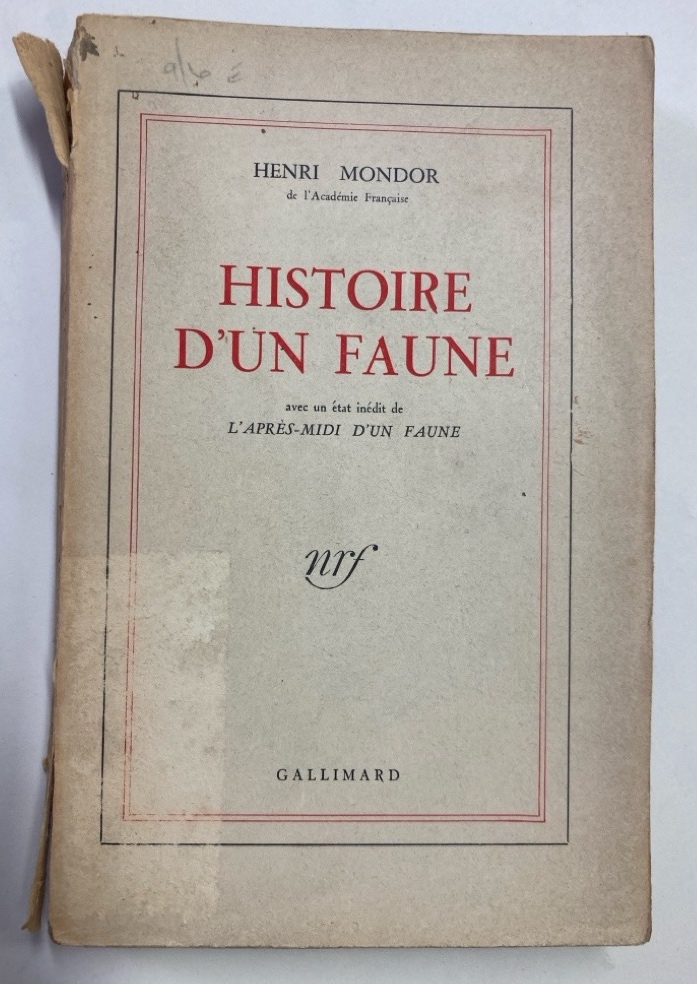 HENRI MONDOR
de l'Académie Française
HISTOIRE
D'UN FAUNE
avec un état inédit de
L'APRÈS-MIDI D'UN FAUNE
nrf
GALLIMARD